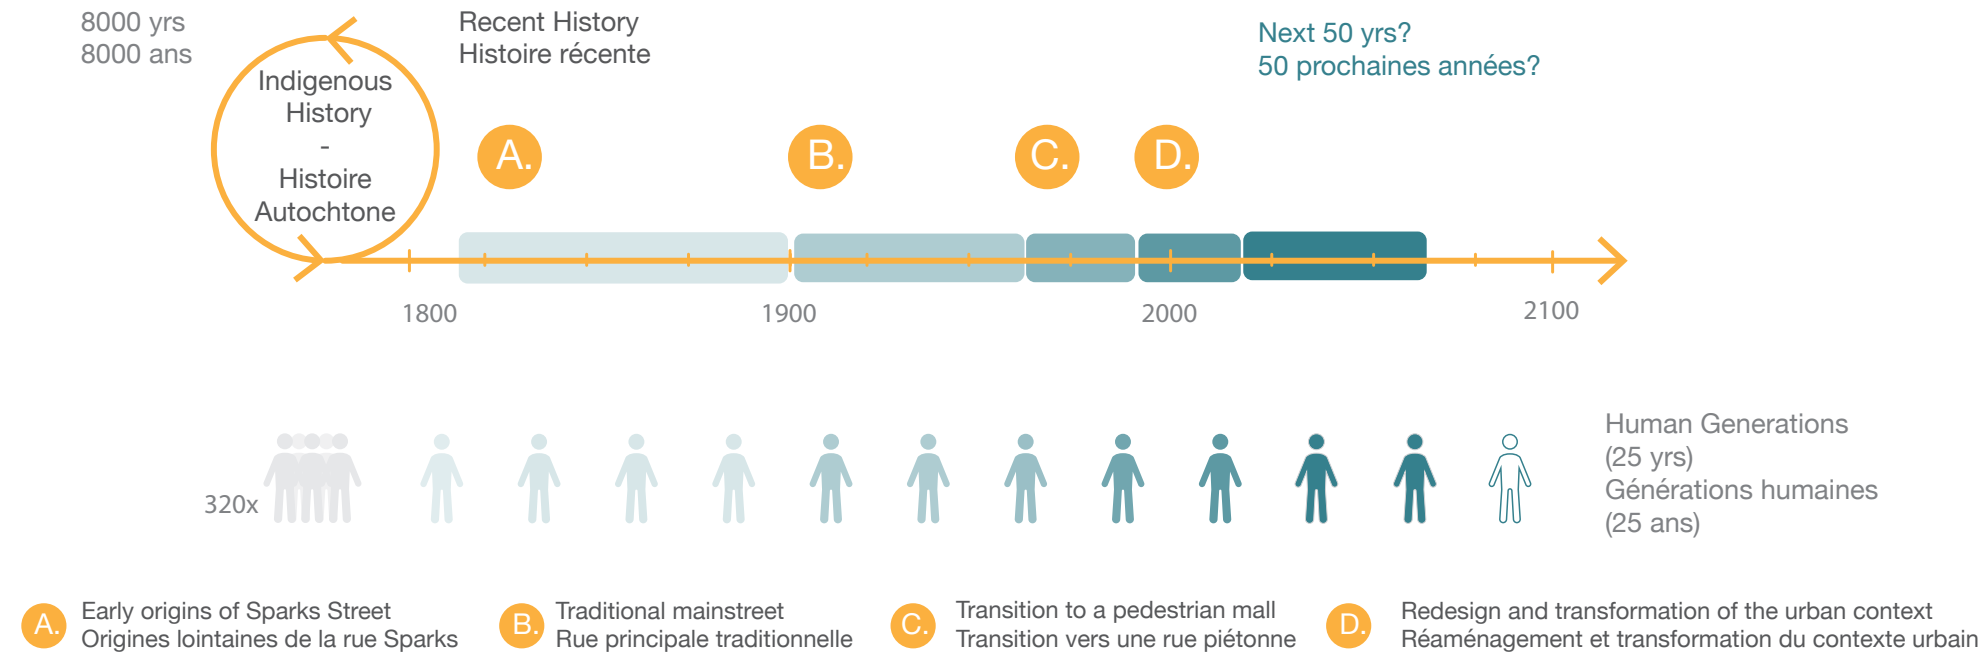 8000 yrs
8000 ans
Indigenous
History
-
Histoire
Autochtone
Recent History
Histoire récente
Next 50 yrs?
50 prochaines années?
A.
B.
C.
D.
1800
1900
2000
2100
320x
Human Generations
(25 yrs)
Générations humaines
(25 ans)
A.
Early origins of Sparks Street
Origines lointaines de la rue Sparks
B.
Traditional mainstreet
Rue principale traditionnelle
C.
Transition to a pedestrian mall
Transition vers une rue piétonne
D.
Redesign and transformation of the urban context
Réaménagement et transformation du contexte urbain